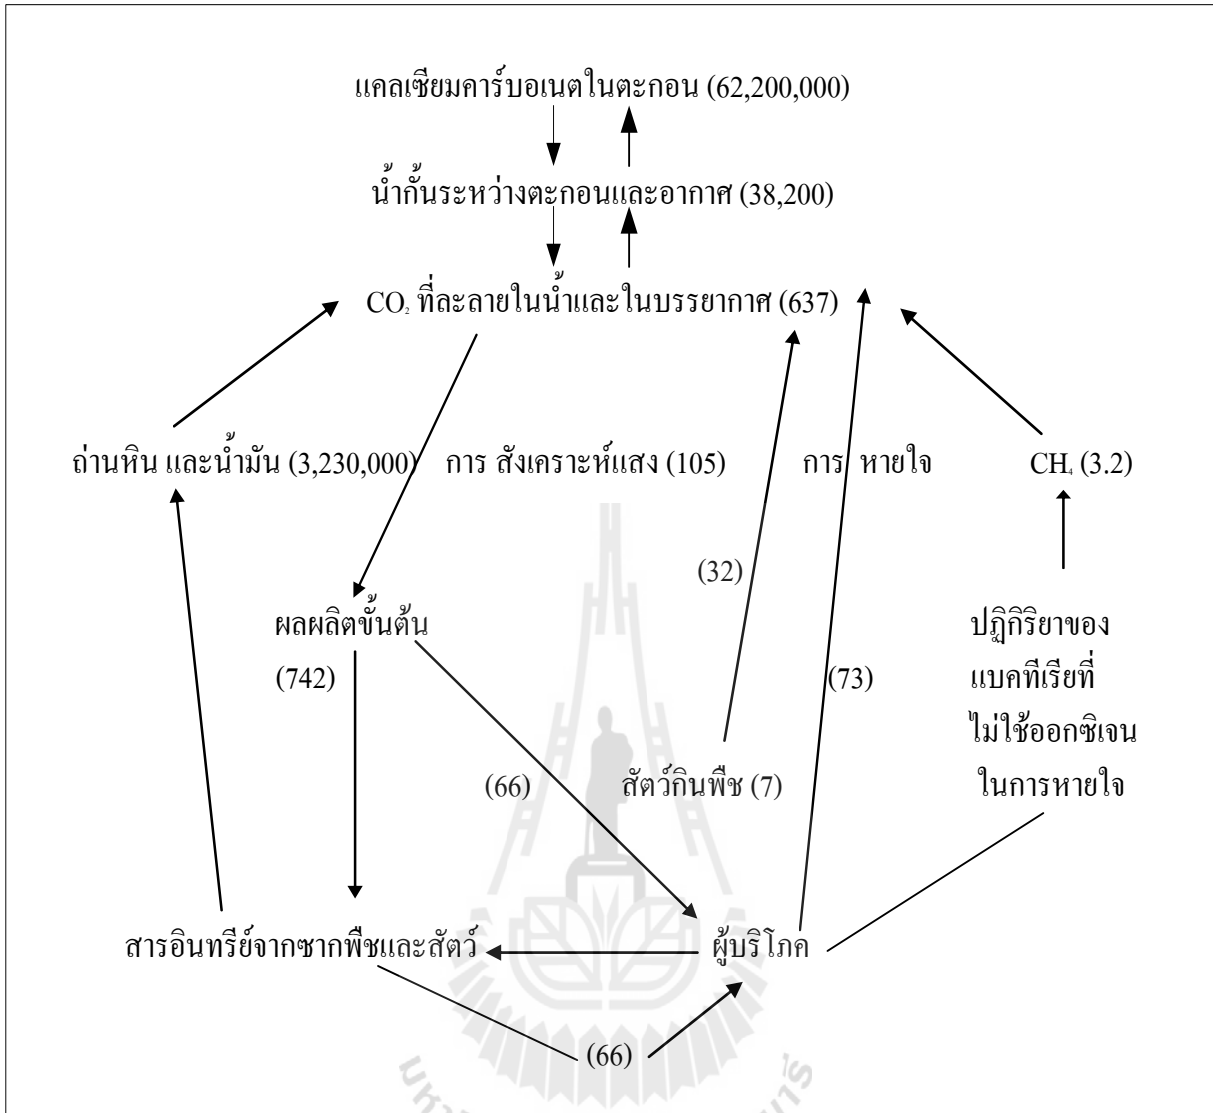 แคลเซียมคาร์บอเนตในตะกอน (62,200,000)
น้ำกั้นระหว่างตะกอนและอากาศ (38,200)
CO₂ ที่ละลายในน้ำและในบรรยากาศ (637)
ถ่านหิน และน้ำมัน (3,230,000) การ สังเคราะห์แสง (105) การ หายใจ CH₄ (3.2)
(32)
ผลผลิตขั้นต้น
(742)
ปฏิกิริยาของ
แบคทีเรียที่
ไม่ใช้ออกซิเจน
ในการหายใจ
(73)
(66)
สัตว์กินพืช (7)
สารอินทรีย์จากซากพืชและสัตว์ ผู้บริโภค
(66)